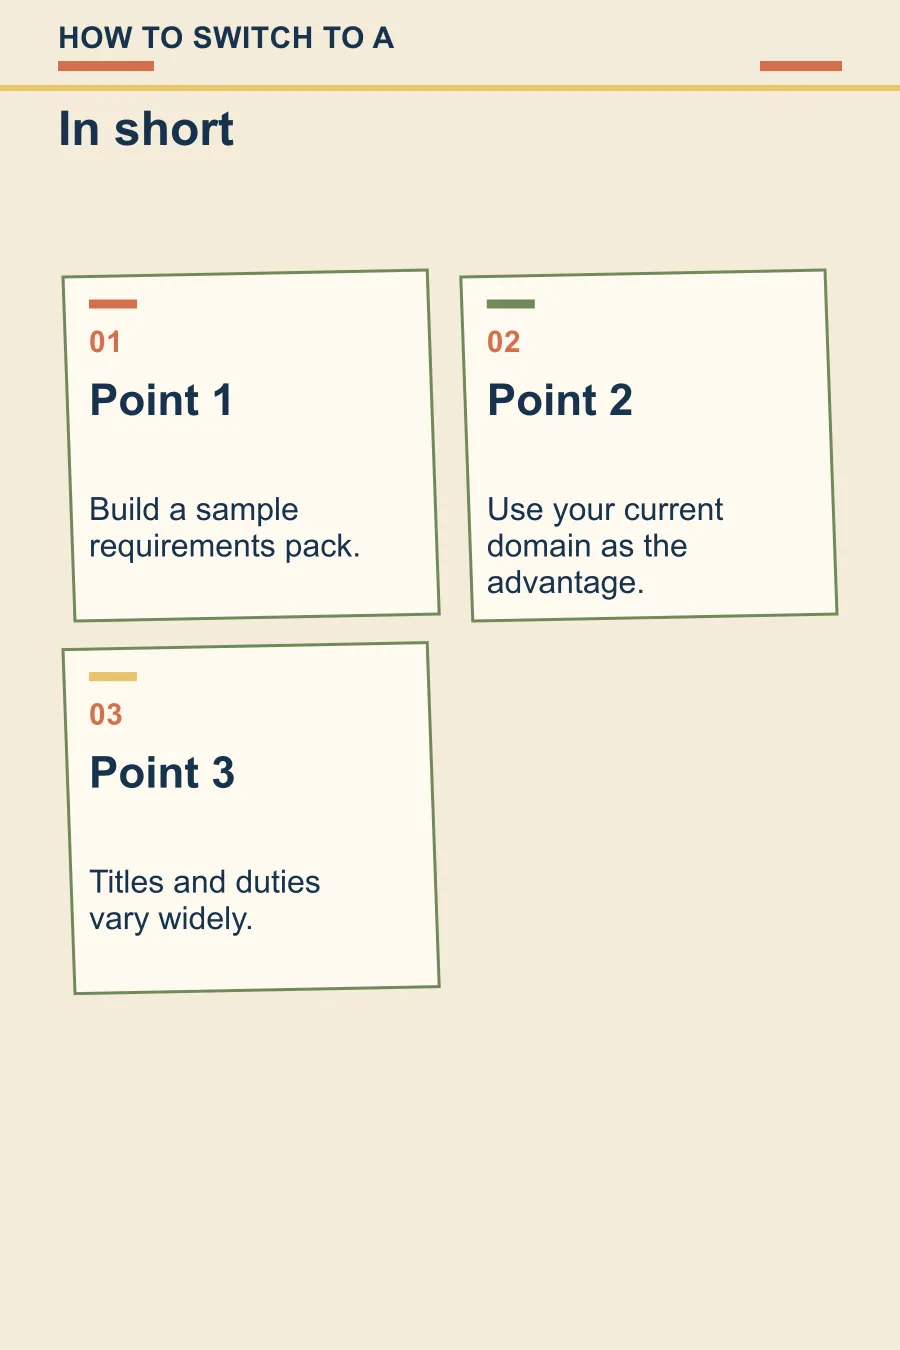 HOW TO SWITCH TO A
In short
01
Point 1
Build a sample
requirements pack.
02
Point 2
Use your current
domain as the
advantage.
03
Point 3
Titles and duties
vary widely.